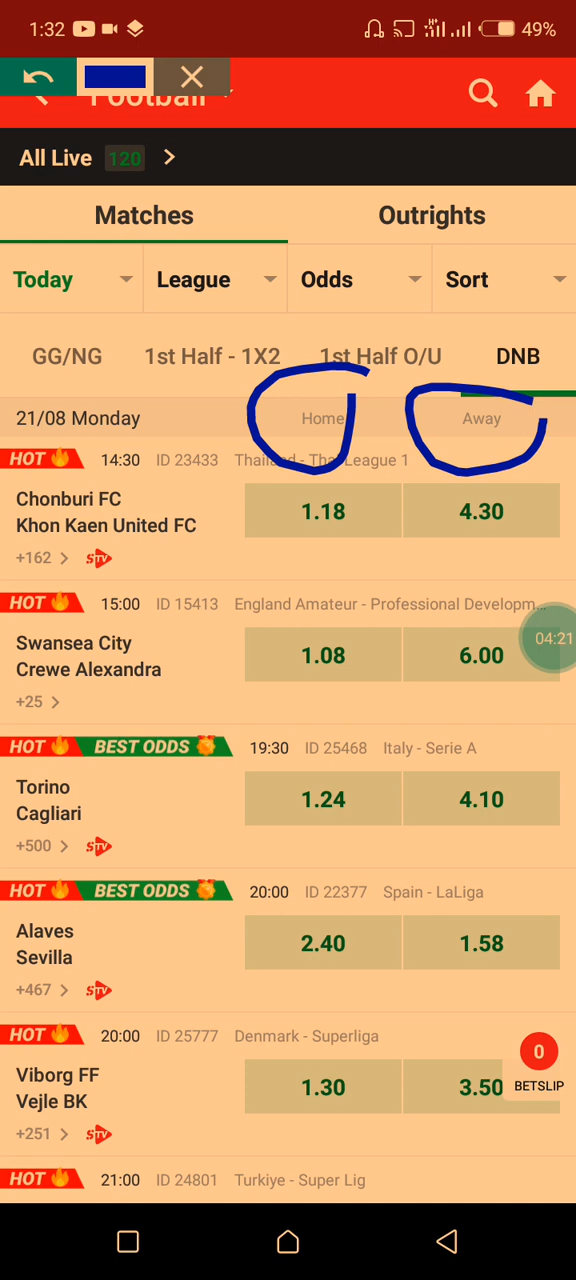 1:32 49%
Football
All Live 120
Matches Outrights
Today League Odds Sort
GG/NG 1st Half - 1X2 1st Half O/U DNB
21/08 Monday Home Away
HOT 14:30 ID 23433 Thailand - Thai League 1
Chonburi FC
Khon Kaen United FC
1.18 4.30
+162 STV
HOT 15:00 ID 15413 England Amateur - Professional Developm...
Swansea City
Crewe Alexandra
1.08 6.00
04:21
+25
HOT BEST ODDS 19:30 ID 25468 Italy - Serie A
Torino
Cagliari
1.24 4.10
+500 STV
HOT BEST ODDS 20:00 ID 22377 Spain - LaLiga
Alaves
Sevilla
2.40 1.58
+467 STV
HOT 20:00 ID 25777 Denmark - Superliga
Viborg FF
Vejle BK
1.30 3.50
0
BETSLIP
+251 STV
HOT 21:00 ID 24801 Turkiye - Super Lig